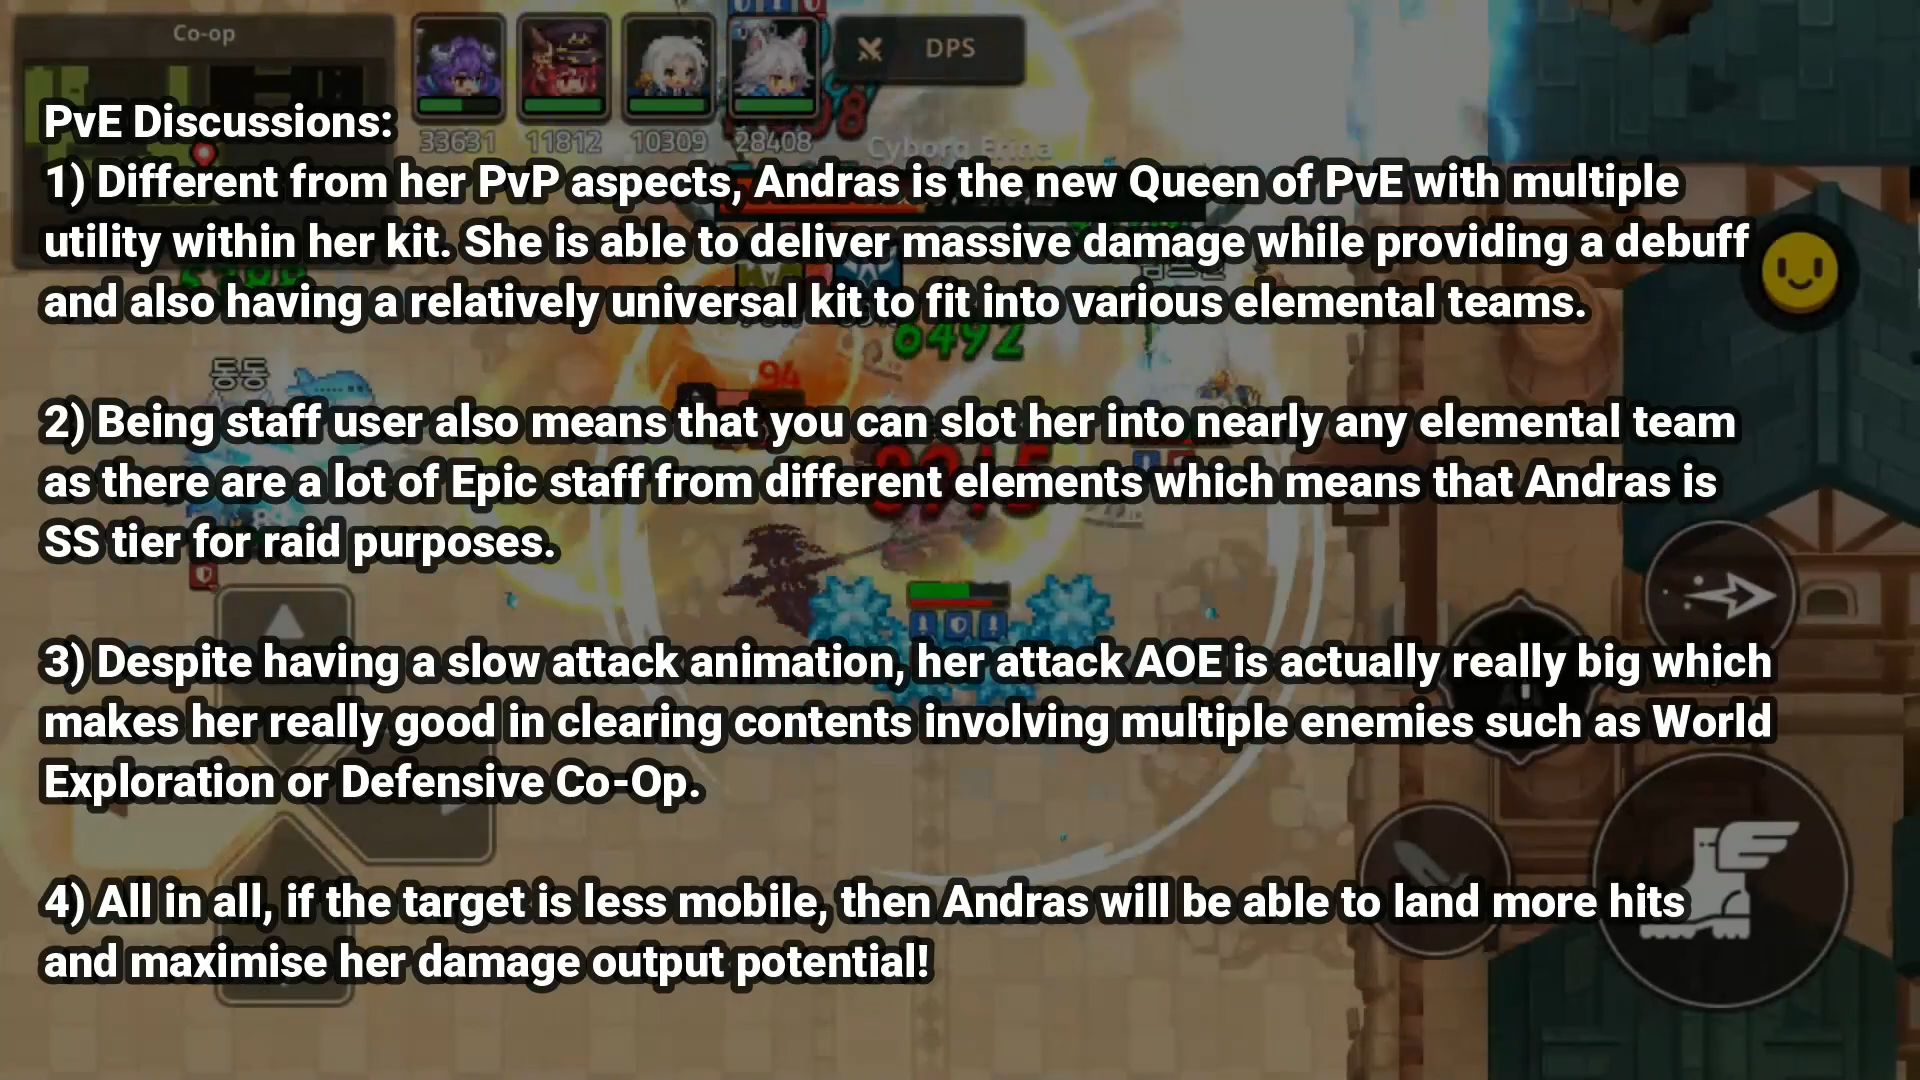 Co-op
DPS
33631 11812 10309 28408
Cyborg Erina
PvE Discussions:
1) Different from her PvP aspects, Andras is the new Queen of PvE with multiple
utility within her kit. She is able to deliver massive damage while providing a debuff
and also having a relatively universal kit to fit into various elemental teams.
6492
동동
94
2) Being staff user also means that you can slot her into nearly any elemental team
as there are a lot of Epic staff from different elements which means that Andras is
SS tier for raid purposes.
3) Despite having a slow attack animation, her attack AOE is actually really big which
makes her really good in clearing contents involving multiple enemies such as World
Exploration or Defensive Co-Op.
4) All in all, if the target is less mobile, then Andras will be able to land more hits
and maximise her damage output potential!